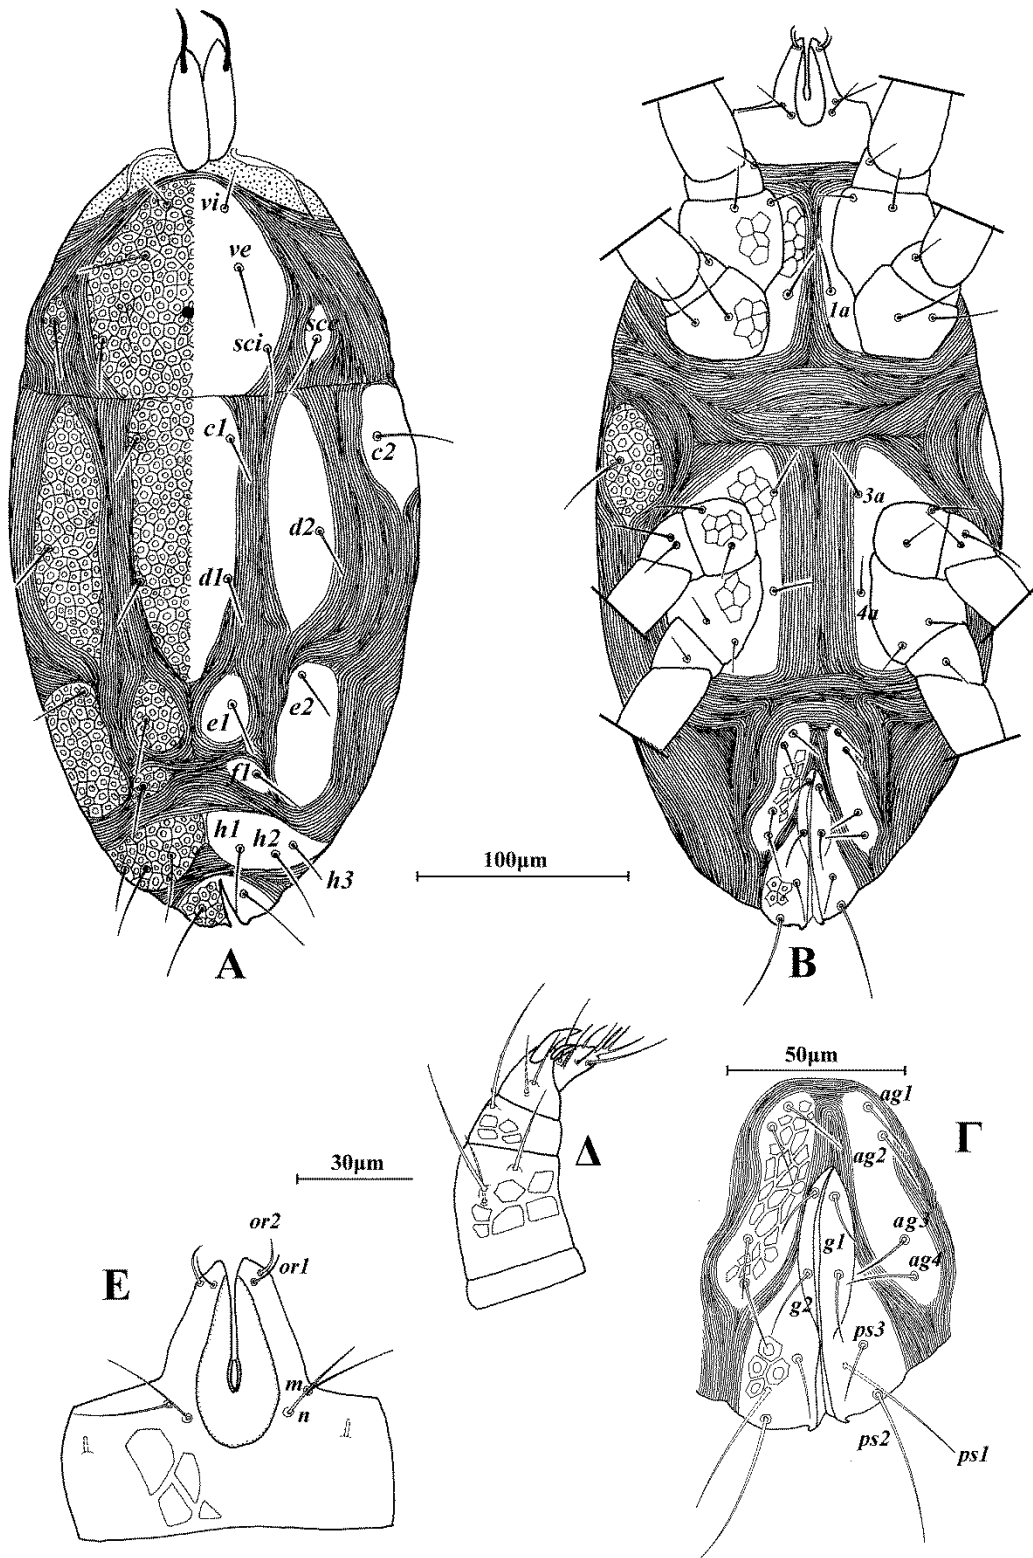 vi
ve
sce
sci
c1
c2
d2
d1
e1
e2
f1
h1
h2
h3
A
1a
3a
4a
B
100μm
Δ
50μm
ag1
ag2
Γ
ag3
ag4
g1
g2
ps3
ps2
ps1
30μm
or2
or1
E
m
n